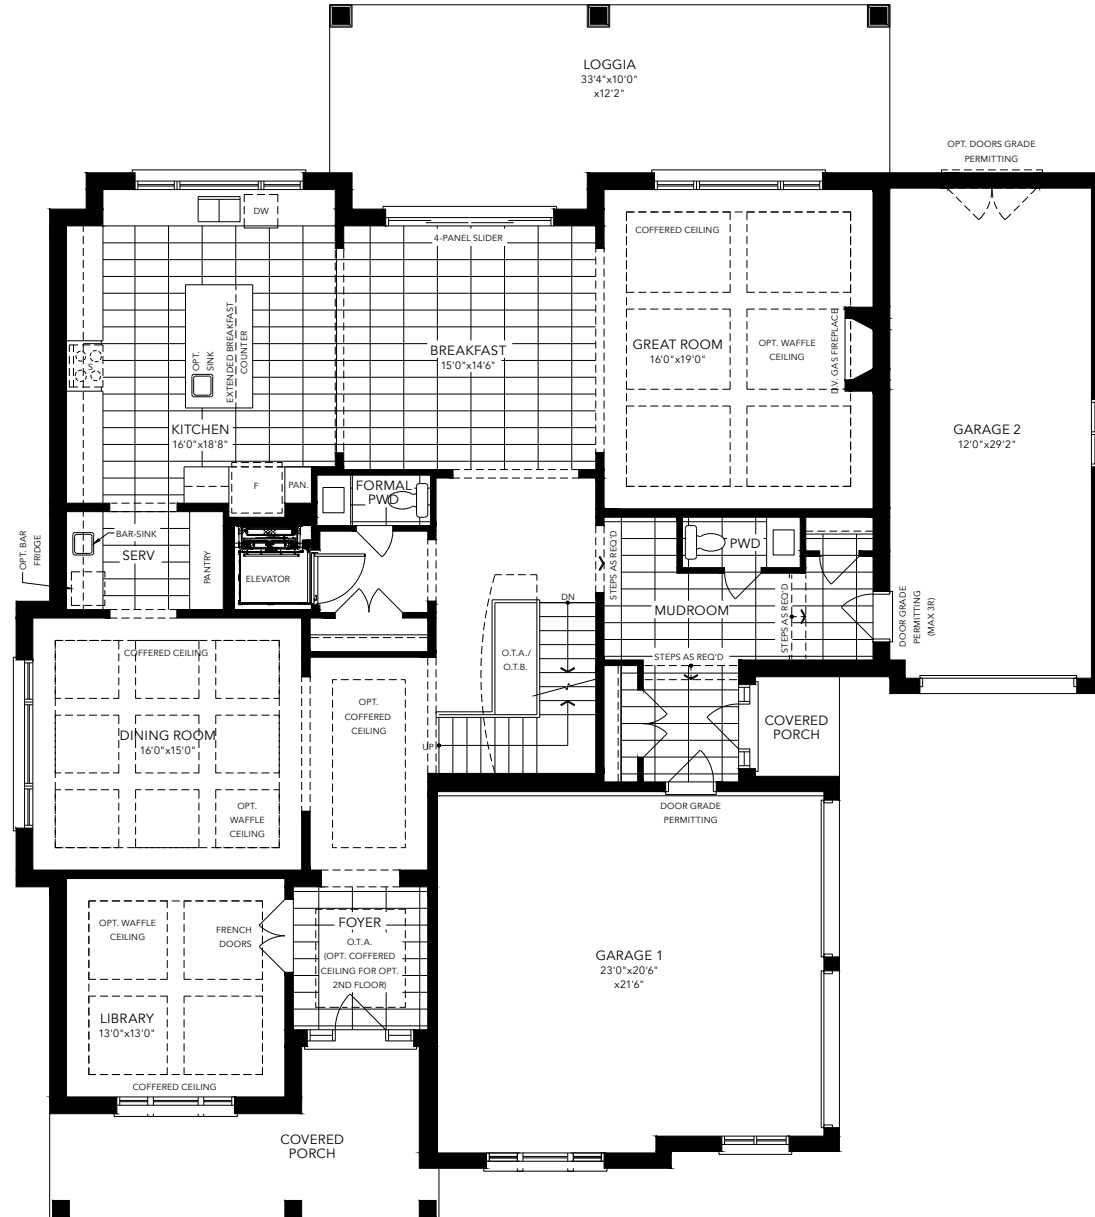 LOGGIA
33'4"x10'0"
x12'2"
OPT. DOORS GRADE
PERMITTING
DW
4-PANEL SLIDER
COFFERED CEILING
OPT.
SINK
EXTENDED BREAKFAST
COUNTER
S
BREAKFAST
15'0"x14'6"
GREAT ROOM
16'0"x19'0"
OPT. WAFFLE
CEILING
D.V. GAS FIREPLACE
KITCHEN
16'0"x18'8"
GARAGE 2
12'0"x29'2"
F
PAN.
FORMAL
PWD
OPT. BAR
FRIDGE
BAR-SINK
SERV
PANTRY
ELEVATOR
STEPS AS REQ'D
PWD
MUDROOM
STEPS AS REQ'D
DOOR GRADE
PERMITTING
(MAX 3R)
DN
STEPS AS REQ'D
O.T.A./
O.T.B.
UP
COFFERED CEILING
DINING ROOM
16'0"x15'0"
OPT.
WAFFLE
CEILING
OPT.
COFFERED
CEILING
COVERED
PORCH
DOOR GRADE
PERMITTING
OPT. WAFFLE
CEILING
FRENCH
DOORS
FOYER
O.T.A.
(OPT. COFFERED
CEILING FOR OPT.
2ND FLOOR)
GARAGE 1
23'0"x20'6"
x21'6"
LIBRARY
13'0"x13'0"
COFFERED CEILING
COVERED
PORCH